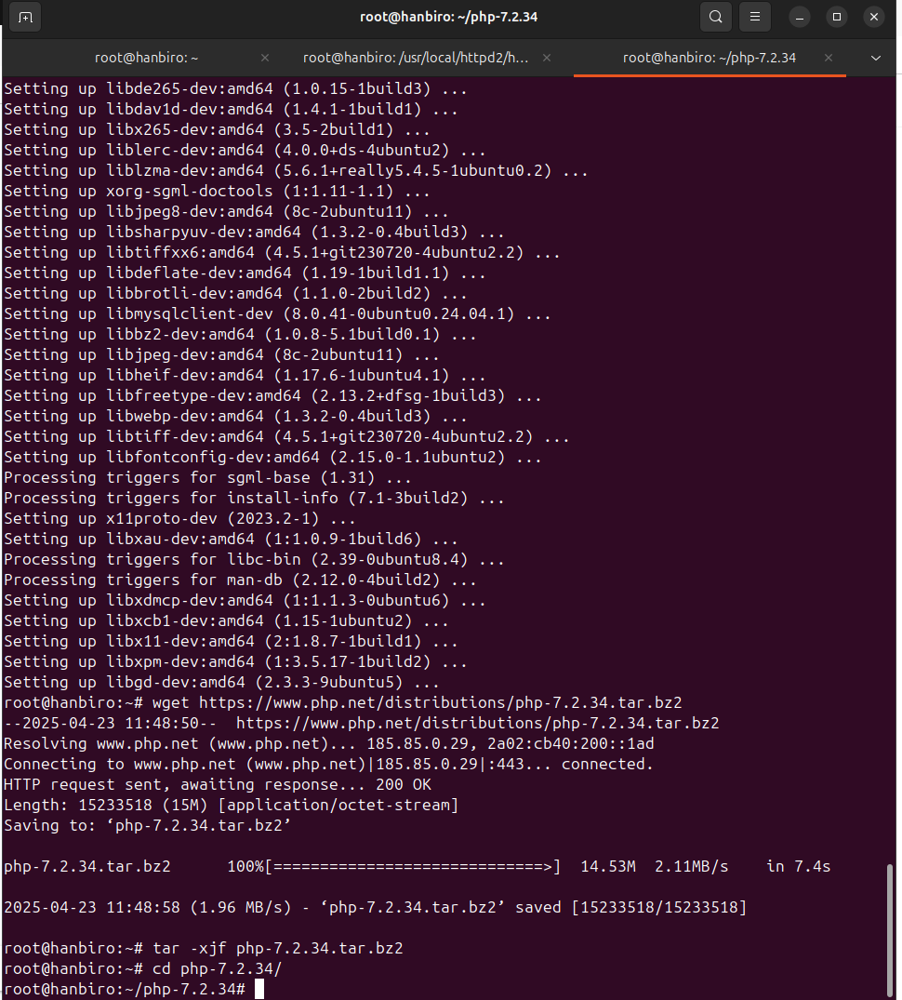 root@hanbiro: ~/php-7.2.34
root@hanbiro: ~
root@hanbiro: /usr/local/httpd2/h…
root@hanbiro: ~/php-7.2.34
Setting up libde265-dev:amd64 (1.0.15-1build3) ...
Setting up libdav1d-dev:amd64 (1.4.1-1build1) ...
Setting up libx265-dev:amd64 (3.5-2build1) ...
Setting up liblerc-dev:amd64 (4.0.0+ds-4ubuntu2) ...
Setting up liblzma-dev:amd64 (5.6.1+really5.4.5-1ubuntu0.2) ...
Setting up xorg-sgml-doctools (1:1.11-1.1) ...
Setting up libjpeg8-dev:amd64 (8c-2ubuntu11) ...
Setting up libsharpyuv-dev:amd64 (1.3.2-0.4build3) ...
Setting up libtiffxx6:amd64 (4.5.1+git230720-4ubuntu2.2) ...
Setting up libdeflate-dev:amd64 (1.19-1build1.1) ...
Setting up libbrotli-dev:amd64 (1.1.0-2build2) ...
Setting up libmysqlclient-dev (8.0.41-0ubuntu0.24.04.1) ...
Setting up libbz2-dev:amd64 (1.0.8-5.1build0.1) ...
Setting up libjpeg-dev:amd64 (8c-2ubuntu11) ...
Setting up libheif-dev:amd64 (1.17.6-1ubuntu4.1) ...
Setting up libfreetype-dev:amd64 (2.13.2+dfsg-1build3) ...
Setting up libwebp-dev:amd64 (1.3.2-0.4build3) ...
Setting up libtiff-dev:amd64 (4.5.1+git230720-4ubuntu2.2) ...
Setting up libfontconfig-dev:amd64 (2.15.0-1.1ubuntu2) ...
Processing triggers for sgml-base (1.31) ...
Processing triggers for install-info (7.1-3build2) ...
Setting up x11proto-dev (2023.2-1) ...
Setting up libxau-dev:amd64 (1:1.0.9-1build6) ...
Processing triggers for libc-bin (2.39-0ubuntu8.4) ...
Processing triggers for man-db (2.12.0-4build2) ...
Setting up libxdmcp-dev:amd64 (1:1.1.3-0ubuntu6) ...
Setting up libxcb1-dev:amd64 (1.15-1ubuntu2) ...
Setting up libx11-dev:amd64 (2:1.8.7-1build1) ...
Setting up libxpm-dev:amd64 (1:3.5.17-1build2) ...
Setting up libgd-dev:amd64 (2.3.3-9ubuntu5) ...
root@hanbiro:~# wget https://www.php.net/distributions/php-7.2.34.tar.bz2
--2025-04-23 11:48:50--  https://www.php.net/distributions/php-7.2.34.tar.bz2
Resolving www.php.net (www.php.net)... 185.85.0.29, 2a02:cb40:200::1ad
Connecting to www.php.net (www.php.net)|185.85.0.29|:443... connected.
HTTP request sent, awaiting response... 200 OK
Length: 15233518 (15M) [application/octet-stream]
Saving to: ‘php-7.2.34.tar.bz2’
php-7.2.34.tar.bz2      100%[=============================>]  14.53M  2.11MB/s    in 7.4s
2025-04-23 11:48:58 (1.96 MB/s) - ‘php-7.2.34.tar.bz2’ saved [15233518/15233518]
root@hanbiro:~# tar -xjf php-7.2.34.tar.bz2
root@hanbiro:~# cd php-7.2.34/
root@hanbiro:~/php-7.2.34#